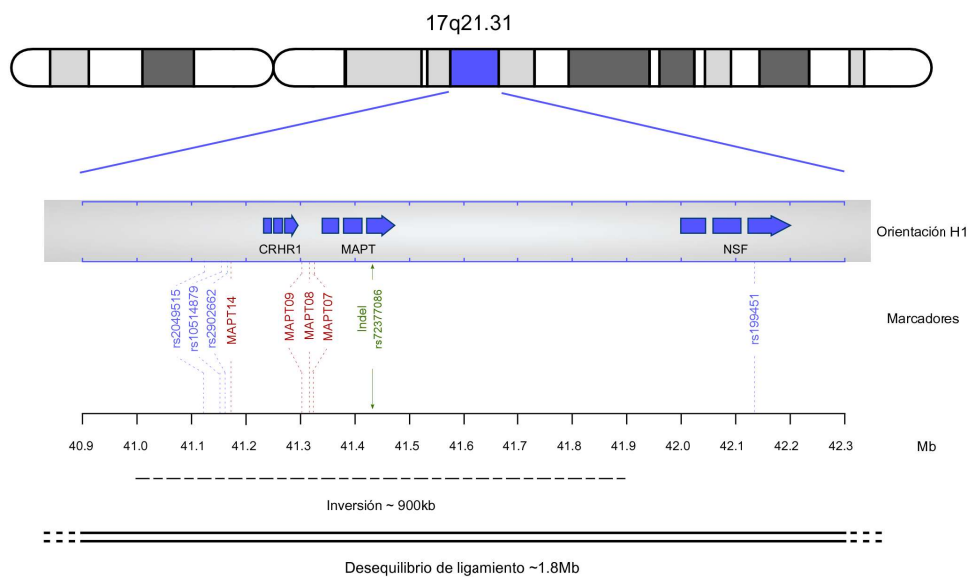 17q21.31
CRHR1
MAPT
NSF
Orientación H1
rs2049515
rs10514879
rs2902662
MAPT14
MAPT09
MAPT08
MAPT07
Indel
rs72377086
rs199451
Marcadores
40.9 41.0 41.1 41.2 41.3 41.4 41.5 41.6 41.7 41.8 41.9 42.0 42.1 42.2 42.3 Mb
Inversión ~ 900kb
Desequilibrio de ligamiento ~1.8Mb